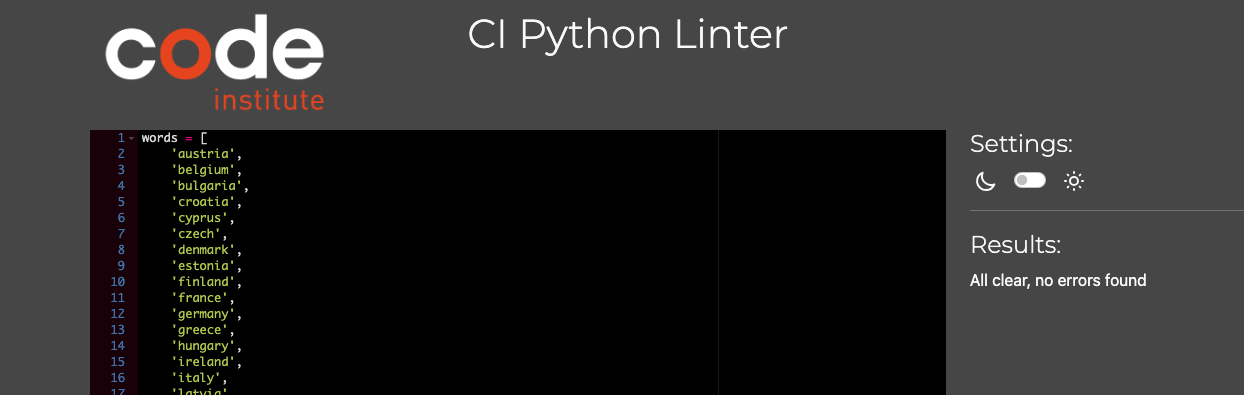 code
institute
CI Python Linter
1 words = [
2 'austria',
3 'belgium',
4 'bulgaria',
5 'croatia',
6 'cyprus',
7 'czech',
8 'denmark',
9 'estonia',
10 'finland',
11 'france',
12 'germany',
13 'greece',
14 'hungary',
15 'ireland',
16 'italy',
17 'latvia'
Settings:
Results:
All clear, no errors found